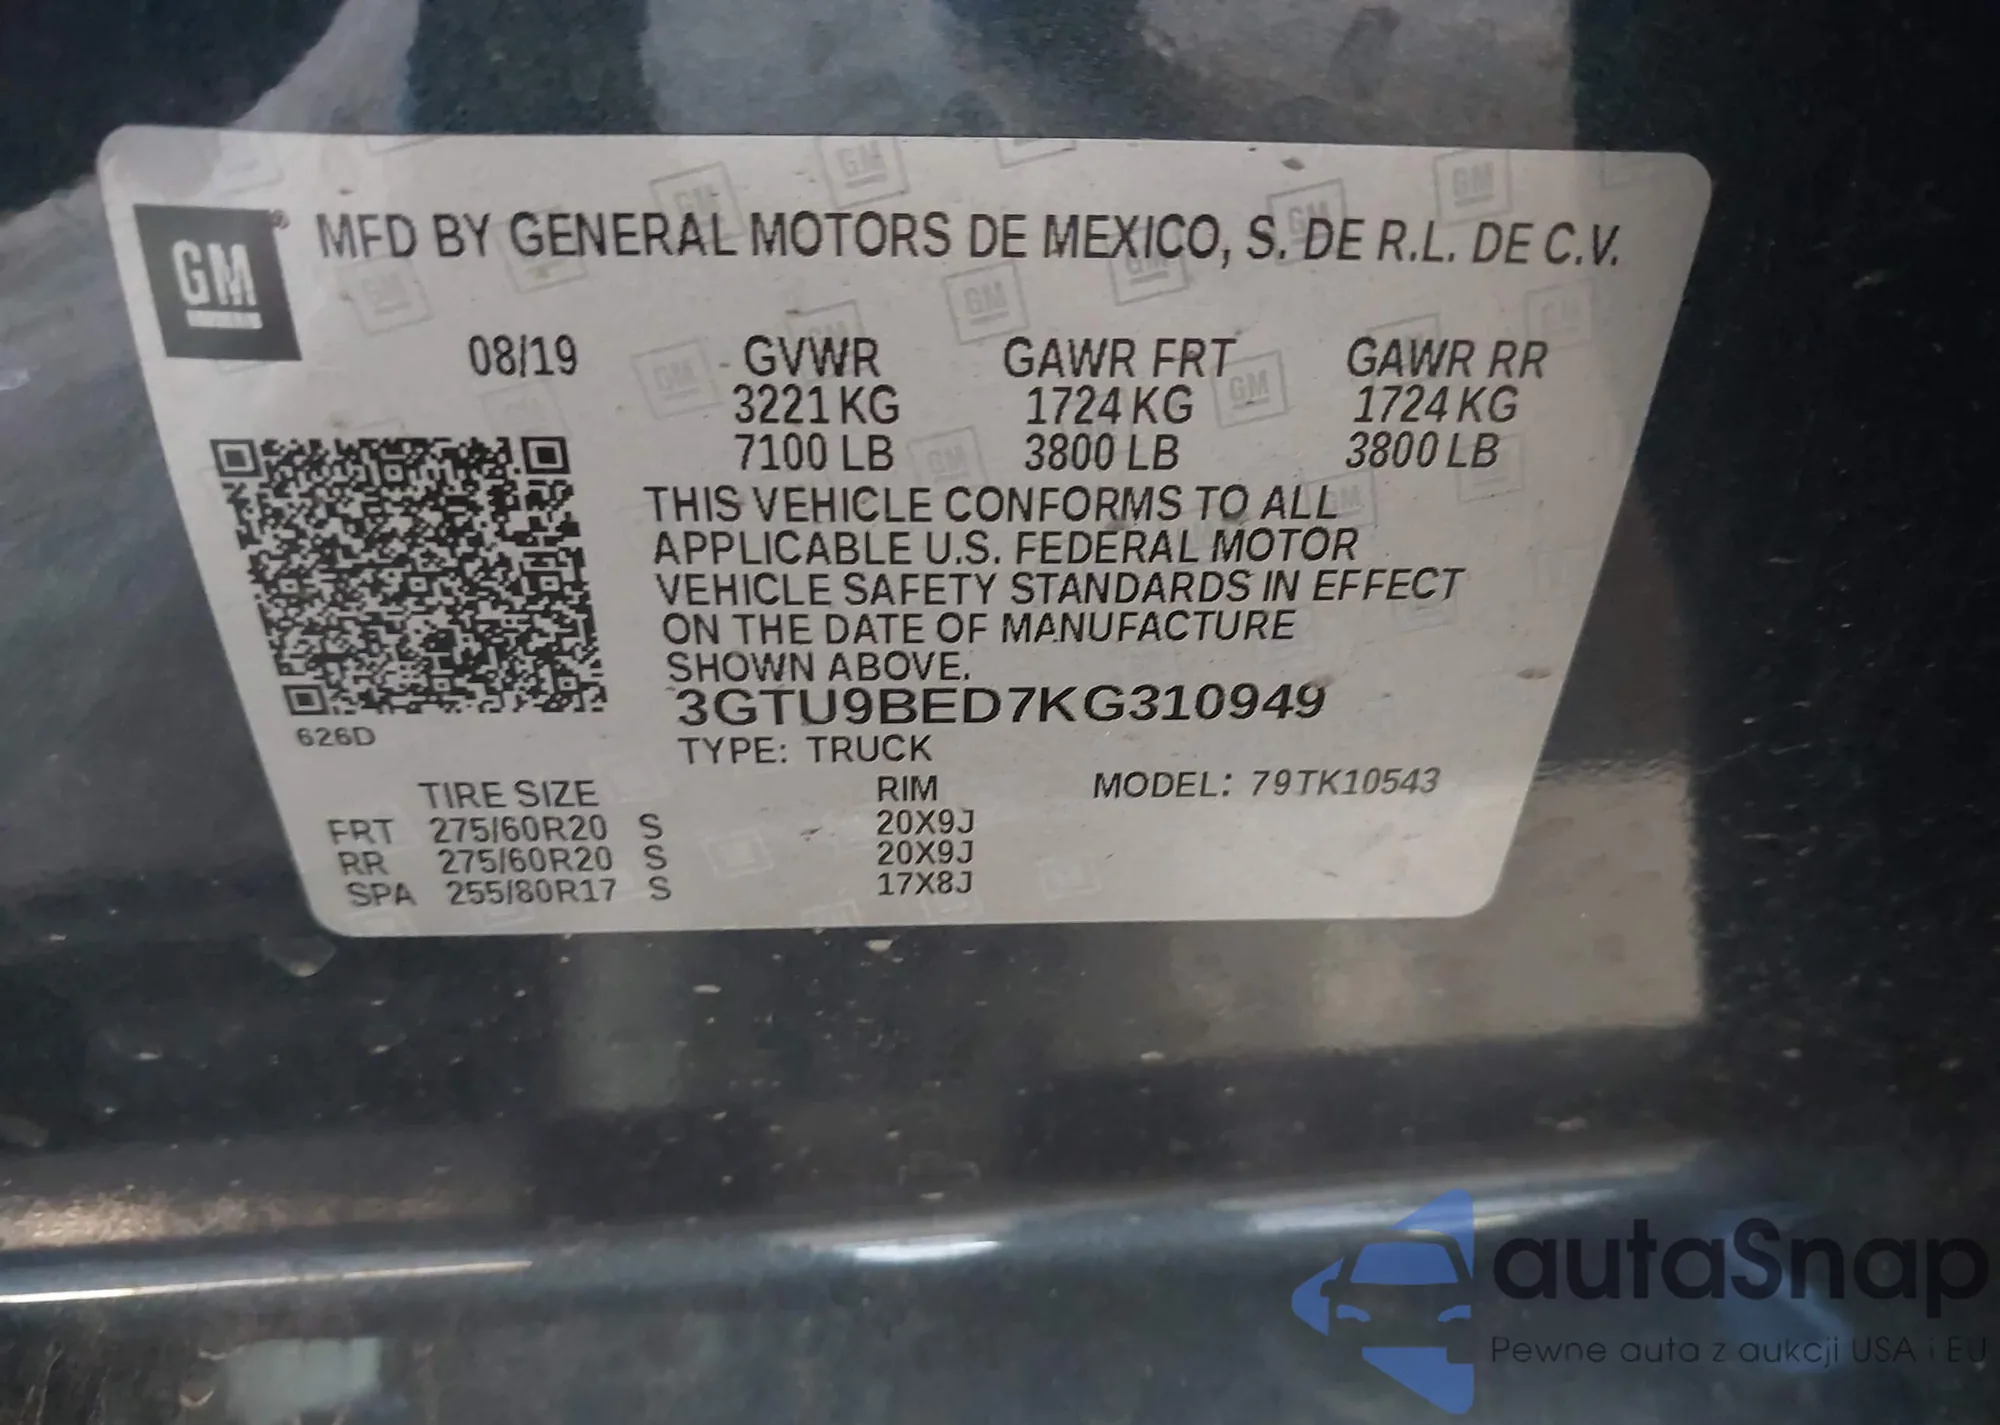 GM
MFD BY GENERAL MOTORS DE MEXICO, S. DE R.L. DE C.V.
08/19 GVWR GAWR FRT GAWR RR
3221 KG 1724 KG 1724 KG
7100 LB 3800 LB 3800 LB
THIS VEHICLE CONFORMS TO ALL
APPLICABLE U.S. FEDERAL MOTOR
VEHICLE SAFETY STANDARDS IN EFFECT
ON THE DATE OF MANUFACTURE
SHOWN ABOVE.
3GTU9BED7KG310949
626D
TYPE: TRUCK
TIRE SIZE RIM MODEL: 79TK10543
FRT 275/60R20 S 20X9J
RR 275/60R20 S 20X9J
SPA 255/80R17 S 17X8J
autaSnap
Pewne auta z aukcji USA i EU